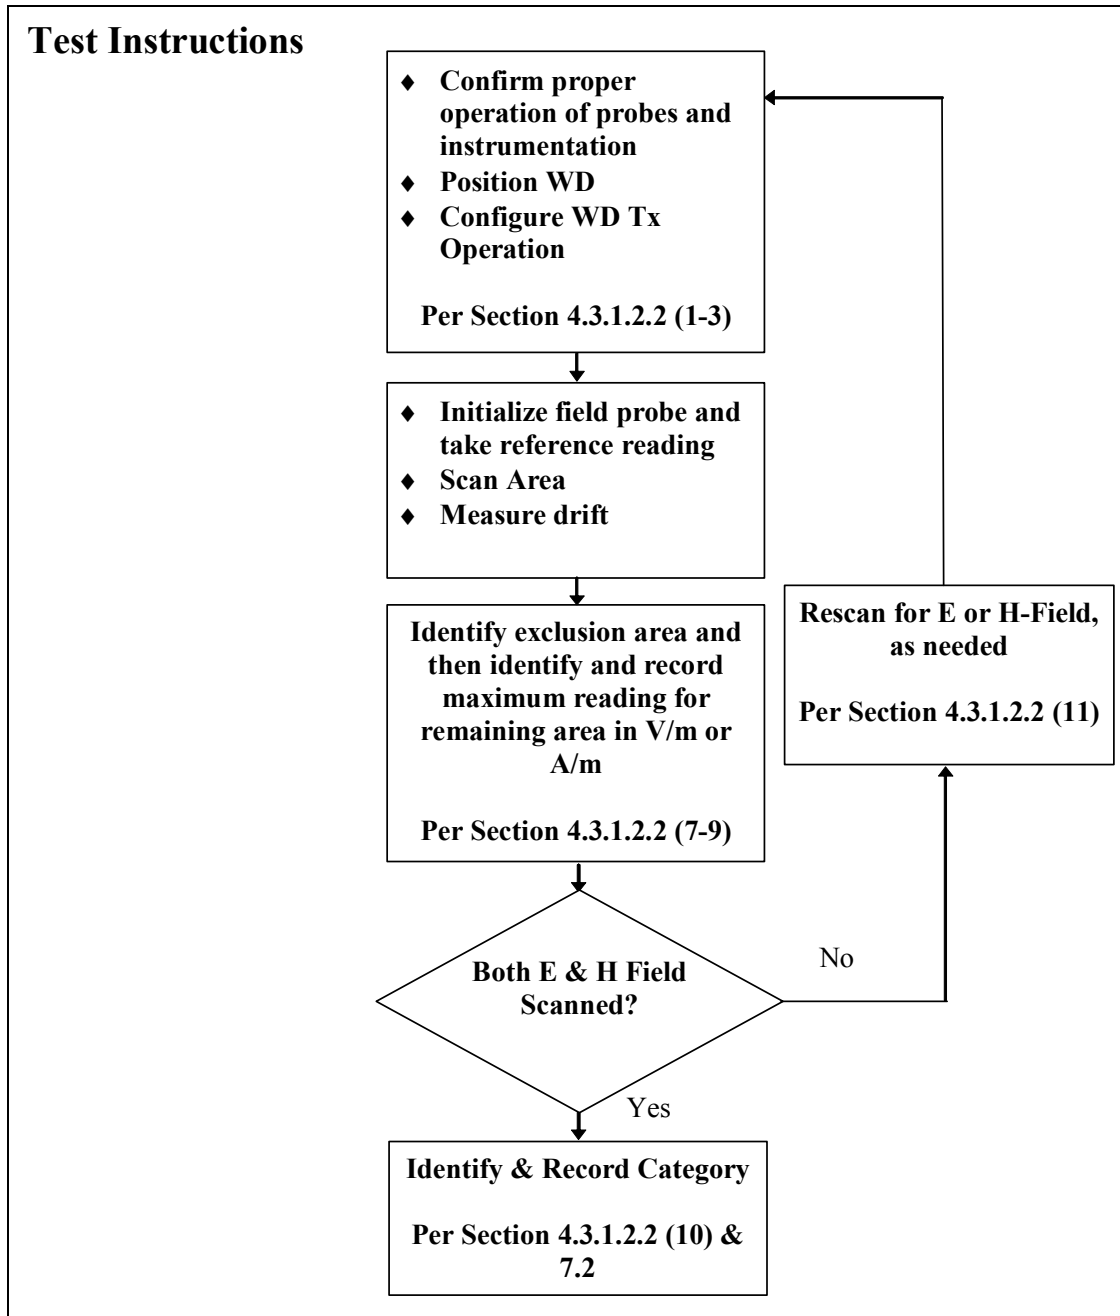 Test Instructions
♦ Confirm proper
operation of probes and
instrumentation
♦ Position WD
♦ Configure WD Tx
Operation
Per Section 4.3.1.2.2 (1-3)
♦ Initialize field probe and
take reference reading
♦ Scan Area
♦ Measure drift
Identify exclusion area and
then identify and record
maximum reading for
remaining area in V/m or
A/m
Per Section 4.3.1.2.2 (7-9)
Rescan for E or H-Field,
as needed
Per Section 4.3.1.2.2 (11)
Both E & H Field
Scanned?
No
Yes
Identify & Record Category
Per Section 4.3.1.2.2 (10) &
7.2